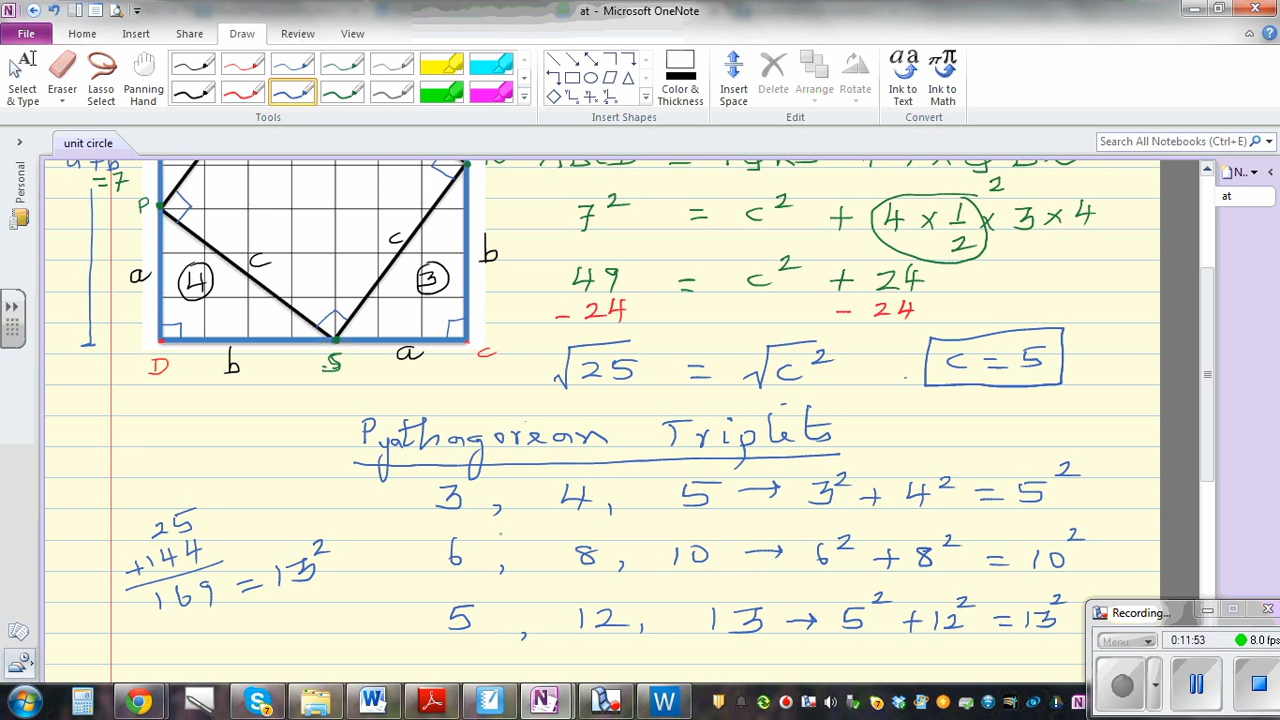 at - Microsoft OneNote
File Home Insert Draw Review View
Select & Type Eraser Lasso Select Panning Hand Color & Thickness Insert Space Delete Arrange Rotate Ink to Text Ink to Math
Tools Insert Shapes Edit Convert
unit circle
Search All Notebooks (Ctrl+E)
Personal
N..
at
a+b
= 7
P
a
4
c
c
3
b
D
b
S
a
C
7² = c² + 4 × 1/2 × 3 × 4
49 = c² + 24
- 24 - 24
√25 = √c² . c = 5
Pyathagorean Triplets
3, 4, 5 → 3² + 4² = 5²
6, 8, 10 → 6² + 8² = 10²
5, 12, 13 → 5² + 12² = 13²
25
+144
169 = 13²
Recording...
Menu 0:11:53 8.0 fps